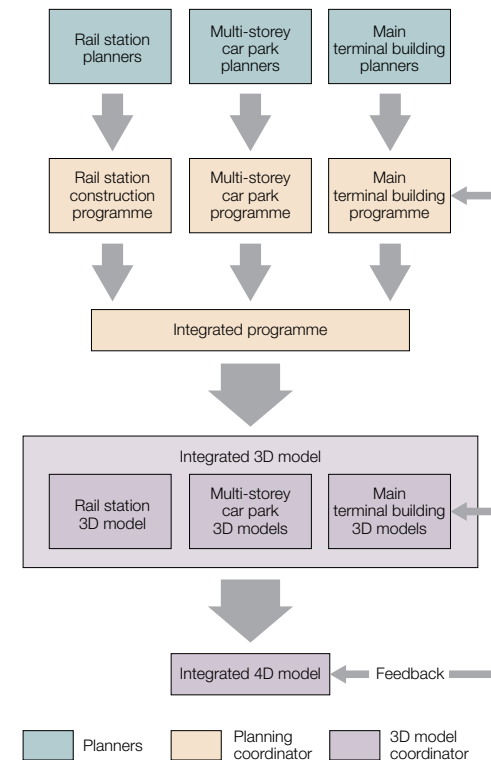 Rail station
planners
Multi-storey
car park
planners
Main
terminal building
planners
Rail station
construction
programme
Multi-storey
car park
programme
Main
terminal building
programme
Integrated programme
Integrated 3D model
Rail station
3D model
Multi-storey
car park
3D models
Main
terminal building
3D models
Integrated 4D model
Feedback
Planners
Planning
coordinator
3D model
coordinator